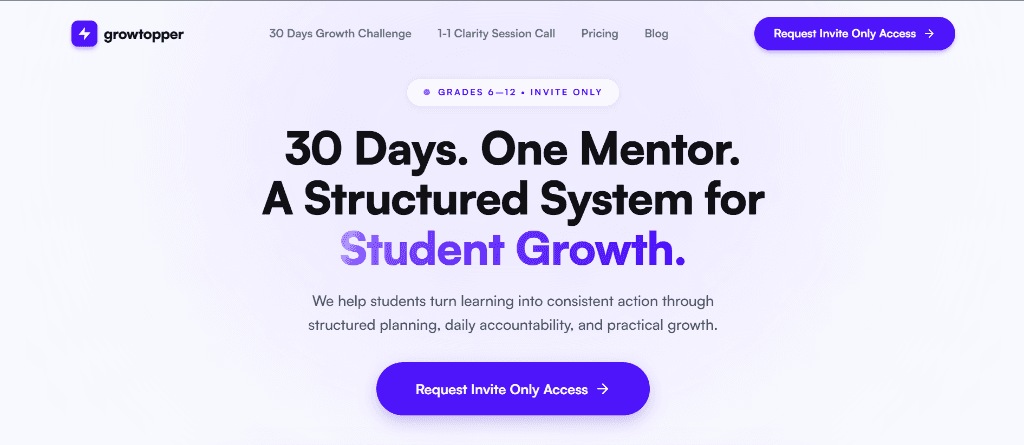 growtopper
30 Days Growth Challenge
1-1 Clarity Session Call
Pricing
Blog
Request Invite Only Access →
GRADES 6–12 • INVITE ONLY
30 Days. One Mentor.
A Structured System for
Student Growth.
We help students turn learning into consistent action through
structured planning, daily accountability, and practical growth.
Request Invite Only Access →